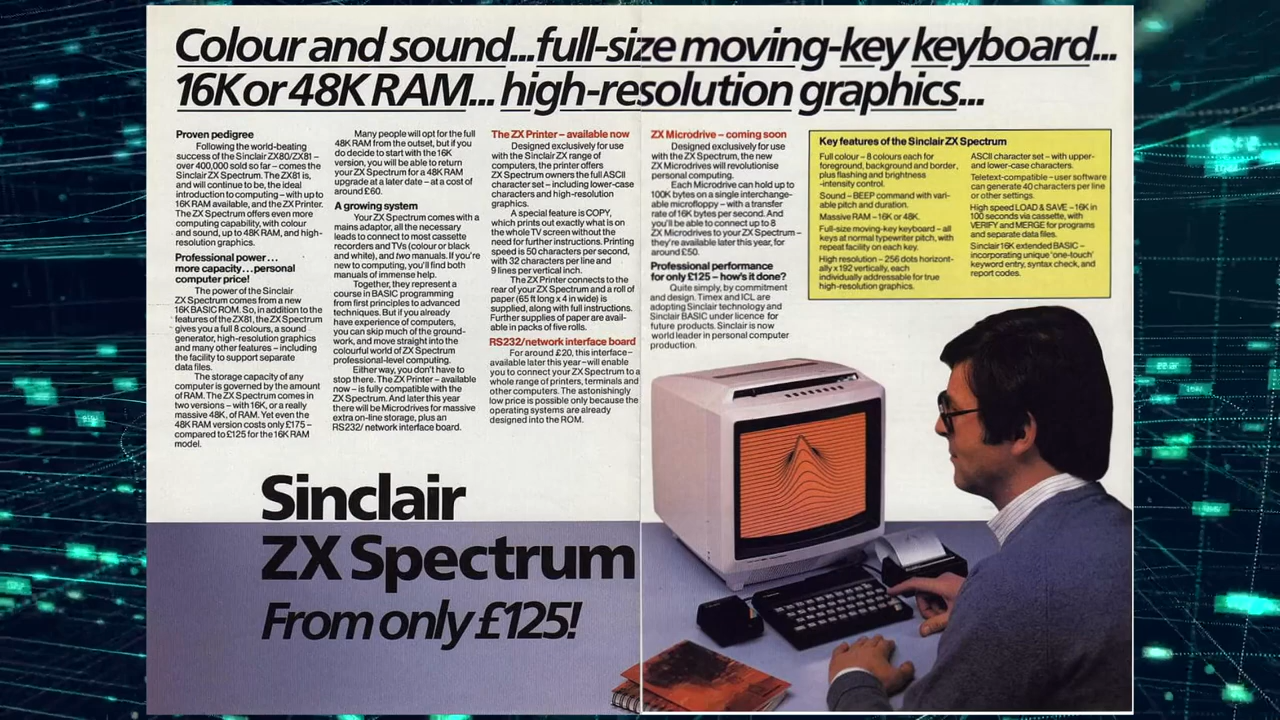 Colour and sound...full-size moving-key keyboard...
16K or 48K RAM... high-resolution graphics...
Proven pedigree
Following the world-beating
success of the Sinclair ZX80/ZX81 –
over 400,000 sold so far – comes the
Sinclair ZX Spectrum. The ZX81 is,
and will continue to be, the ideal
introduction to computing – with up to
16K RAM available, and the ZX Printer.
The ZX Spectrum offers even more
computing capability, with colour
and sound, up to 48K RAM, and high-
resolution graphics.
Professional power...
more capacity...personal
computer price!
The power of the Sinclair
ZX Spectrum comes from a new
16K BASIC ROM. So, in addition to the
features of the ZX81, the ZX Spectrum
gives you a full 8 colours, a sound
generator, high-resolution graphics
and many other features – including
the facility to support separate
data files.
The storage capacity of any
computer is governed by the amount
of RAM. The ZX Spectrum comes in
two versions – with 16K, or a really
massive 48K, of RAM. Yet even the
48K RAM version costs only £175 –
compared to £125 for the 16K RAM
model.
Many people will opt for the full
48K RAM from the outset, but if you
do decide to start with the 16K
version, you will be able to return
your ZX Spectrum for a 48K RAM
upgrade at a later date – at a cost of
around £60.
A growing system
Your ZX Spectrum comes with a
mains adaptor, all the necessary
leads to connect to most cassette
recorders and TVs (colour or black
and white), and two manuals. If you're
new to computing, you'll find both
manuals of immense help.
Together, they represent a
course in BASIC programming
from first principles to advanced
techniques. But if you already
have experience of computers,
you can skip much of the ground-
work, and move straight into the
colourful world of ZX Spectrum
professional-level computing.
Either way, you don't have to
stop there. The ZX Printer – available
now – is fully compatible with the
ZX Spectrum. And later this year
there will be Microdrives for massive
extra on-line storage, plus an
RS232/ network interface board.
The ZX Printer – available now
Designed exclusively for use
with the Sinclair ZX range of
computers, the printer offers
ZX Spectrum owners the full ASCII
character set – including lower-case
characters and high-resolution
graphics.
A special feature is COPY,
which prints out exactly what is on
the whole TV screen without the
need for further instructions. Printing
speed is 50 characters per second,
with 32 characters per line and
9 lines per vertical inch.
The ZX Printer connects to the
rear of your ZX Spectrum and a roll of
paper (65 ft long x 4 in wide) is
supplied, along with full instructions.
Further supplies of paper are avail-
able in packs of five rolls.
RS232/network interface board
For around £20, this interface –
available later this year – will enable
you to connect your ZX Spectrum to a
whole range of printers, terminals and
other computers. The astonishingly
low price is possible only because the
operating systems are already
designed into the ROM.
ZX Microdrive – coming soon
Designed exclusively for use
with the ZX Spectrum, the new
ZX Microdrives will revolutionise
personal computing.
Each Microdrive can hold up to
100K bytes on a single interchange-
able microfloppy – with a transfer
rate of 16K bytes per second. And
you'll be able to connect up to 8
ZX Microdrives to your ZX Spectrum –
they're available later this year, for
around £50.
Professional performance
for only £125 – how's it done?
Quite simply, by commitment
and design. Timex and ICL are
adopting Sinclair technology and
Sinclair BASIC under licence for
future products. Sinclair is now
world leader in personal computer
production.
Key features of the Sinclair ZX Spectrum
Full colour – 8 colours each for
foreground, background and border,
plus flashing and brightness
-intensity control.
Sound – BEEP command with vari-
able pitch and duration.
Massive RAM – 16K or 48K.
Full-size moving-key keyboard – all
keys at normal typewriter pitch, with
repeat facility on each key.
High resolution – 256 dots horizont-
ally x 192 vertically, each
individually addressable for true
high-resolution graphics.
ASCII character set – with upper-
and lower-case characters.
Teletext-compatible – user software
can generate 40 characters per line
or other settings.
High speed LOAD & SAVE – 16K in
100 seconds via cassette, with
VERIFY and MERGE for programs
and separate data files.
Sinclair 16K extended BASIC –
incorporating unique 'one-touch'
keyword entry, syntax check, and
report codes.
Sinclair
ZX Spectrum
From only £125!